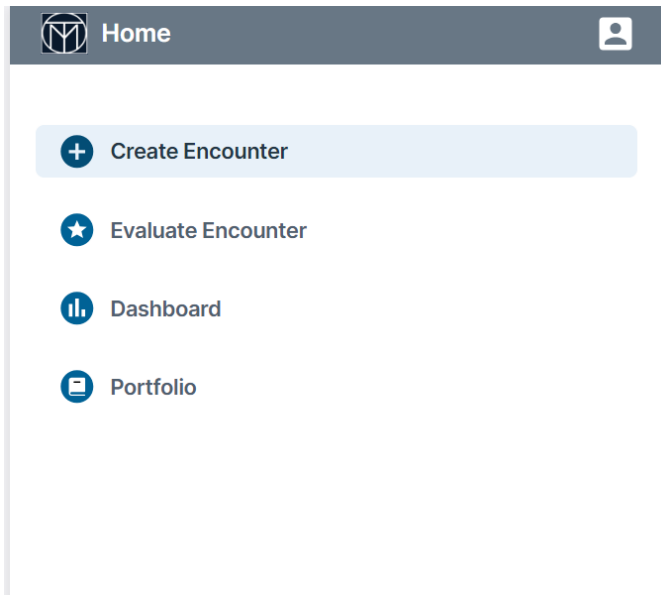 Home
Create Encounter
Evaluate Encounter
Dashboard
Portfolio